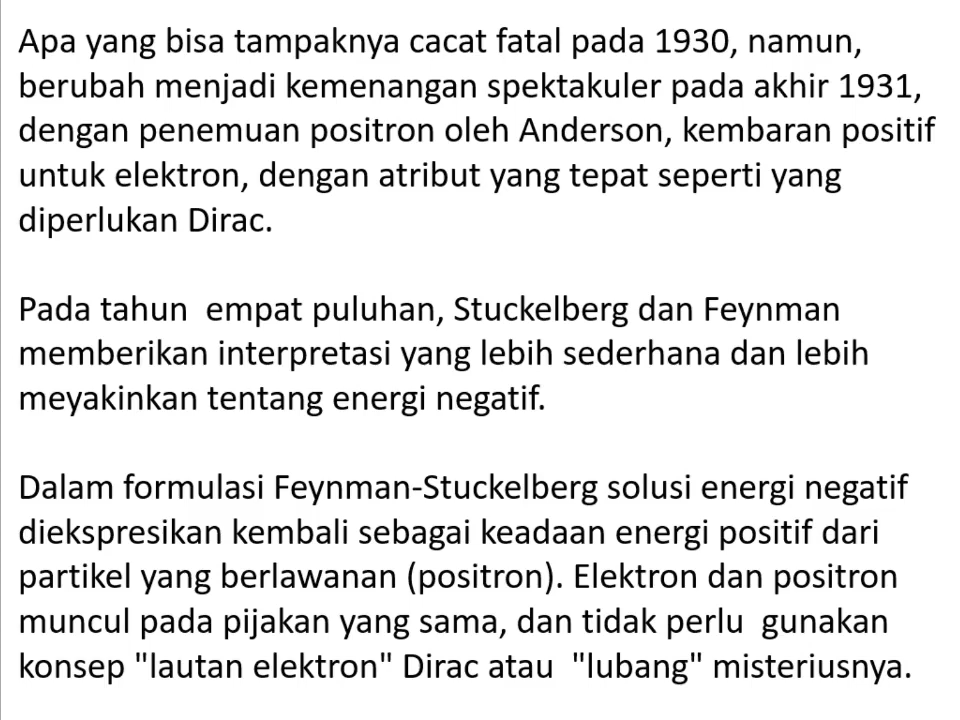 Apa yang bisa tampaknya cacat fatal pada 1930, namun,
berubah menjadi kemenangan spektakuler pada akhir 1931,
dengan penemuan positron oleh Anderson, kembaran positif
untuk elektron, dengan atribut yang tepat seperti yang
diperlukan Dirac.
Pada tahun  empat puluhan, Stuckelberg dan Feynman
memberikan interpretasi yang lebih sederhana dan lebih
meyakinkan tentang energi negatif.
Dalam formulasi Feynman-Stuckelberg solusi energi negatif
diekspresikan kembali sebagai keadaan energi positif dari
partikel yang berlawanan (positron). Elektron dan positron
muncul pada pijakan yang sama, dan tidak perlu  gunakan
konsep "lautan elektron" Dirac atau  "lubang" misteriusnya.